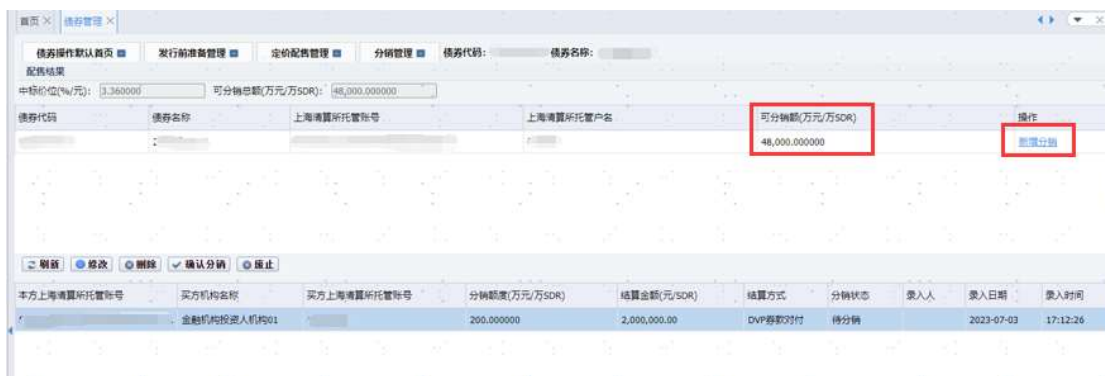 首页 债券管理
债券操作默认首页 发行前准备管理 定价配售管理 分销管理 债券代码: 债券名称:
配售结果
中标价位(%/元): 3.360000 可分销总额(万元/万SDR): 48,000.000000
债券代码 债券名称 上海清算所托管账号 上海清算所托管户名 可分销额(万元/万SDR) 操作
48,000.000000 新增分销
刷新 修改 删除 确认分销 废止
本方上海清算所托管账号 买方机构名称 买方上海清算所托管账号 分销额度(万元/万SDR) 结算金额(元/SDR) 结算方式 分销状态 录入人 录入日期 录入时间
金融机构投资人机构01 200.000000 2,000,000.00 DVP券款对付 待分销 2023-07-03 17:12:26